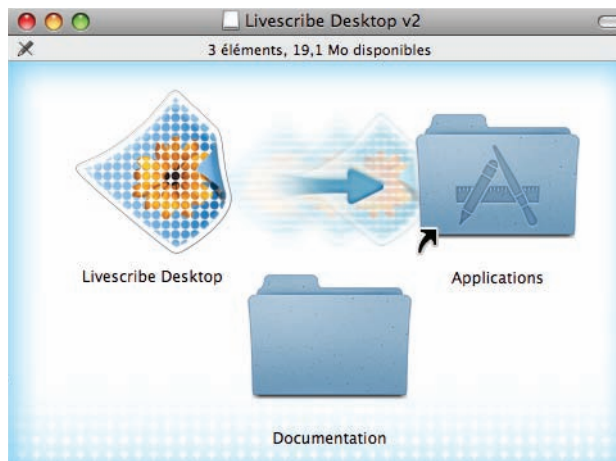 Livescribe Desktop v2
3 éléments, 19,1 Mo disponibles
Livescribe Desktop
Applications
Documentation